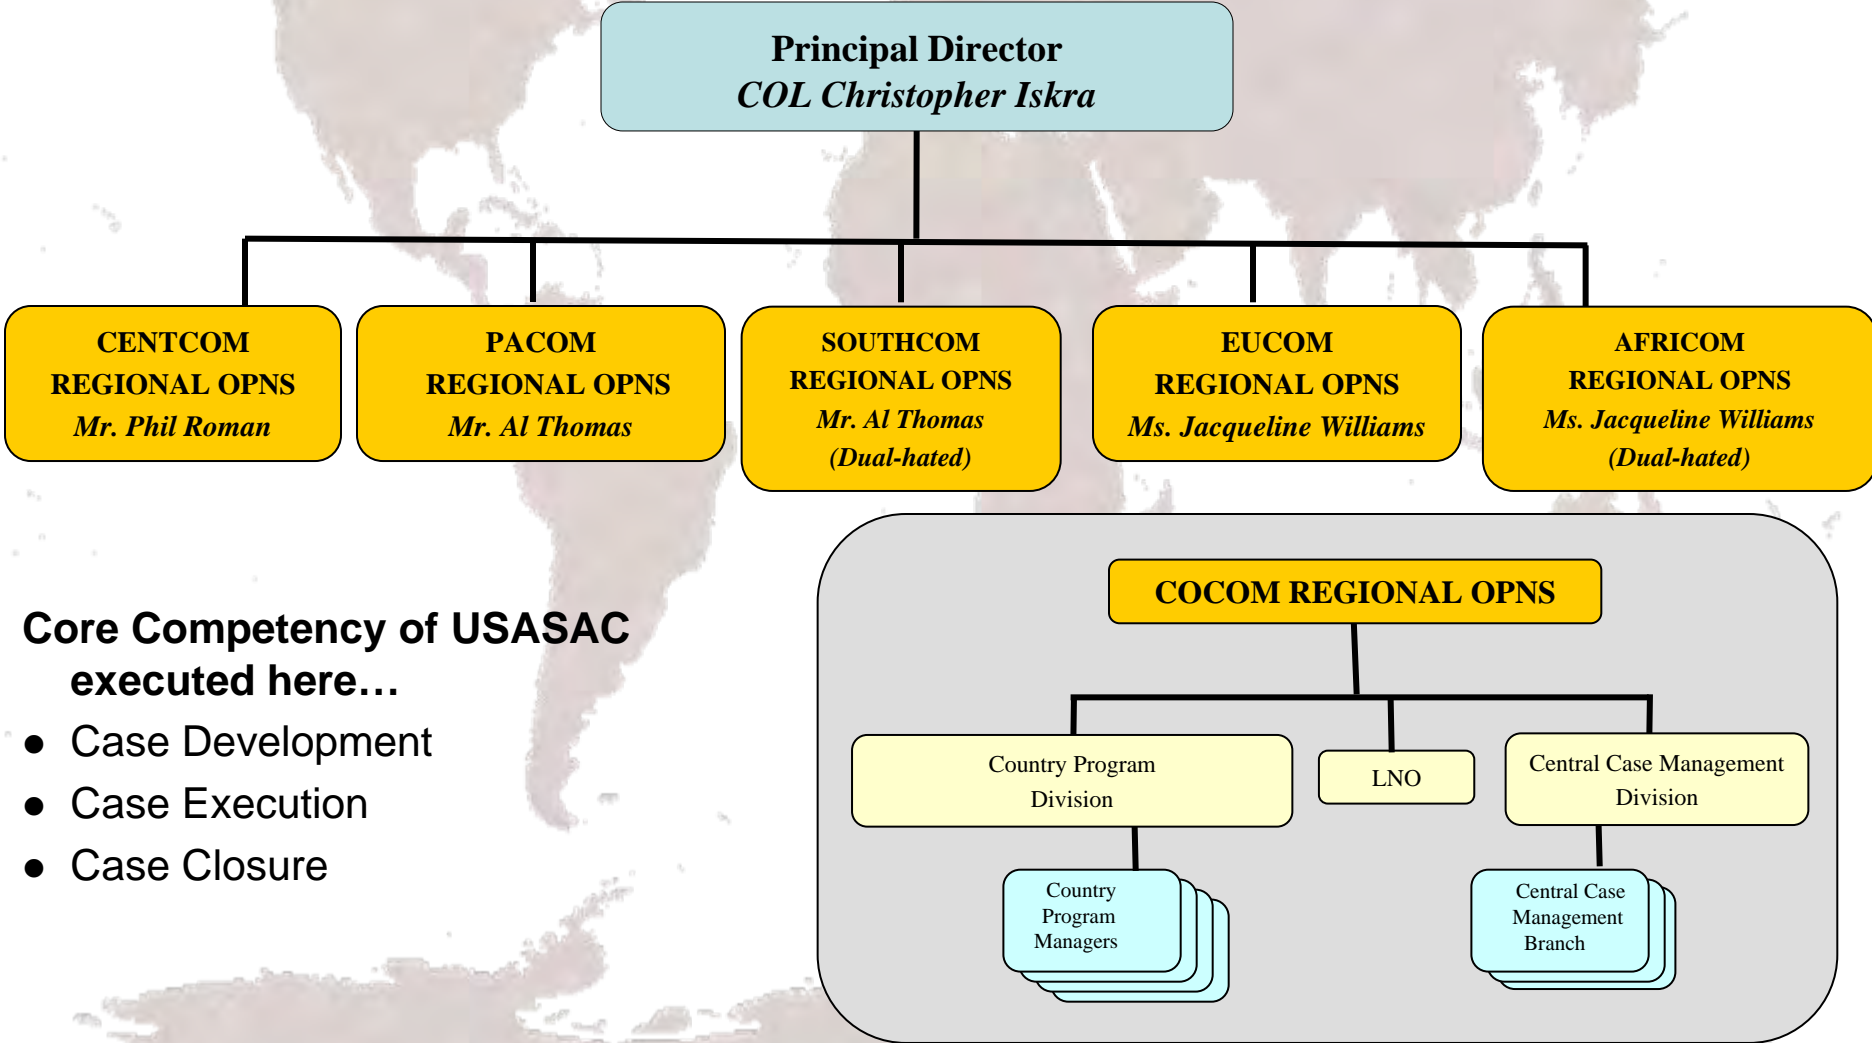 Principal Director
COL Christopher Iskra
CENTCOM
REGIONAL OPNS
Mr. Phil Roman
PACOM
REGIONAL OPNS
Mr. Al Thomas
SOUTHCOM
REGIONAL OPNS
Mr. Al Thomas
(Dual-hated)
EUCOM
REGIONAL OPNS
Ms. Jacqueline Williams
AFRICOM
REGIONAL OPNS
Ms. Jacqueline Williams
(Dual-hated)
Core Competency of USASAC
executed here…
● Case Development
● Case Execution
● Case Closure
COCOM REGIONAL OPNS
Country Program
Division
LNO
Central Case Management
Division
Country
Program
Managers
Central Case
Management
Branch